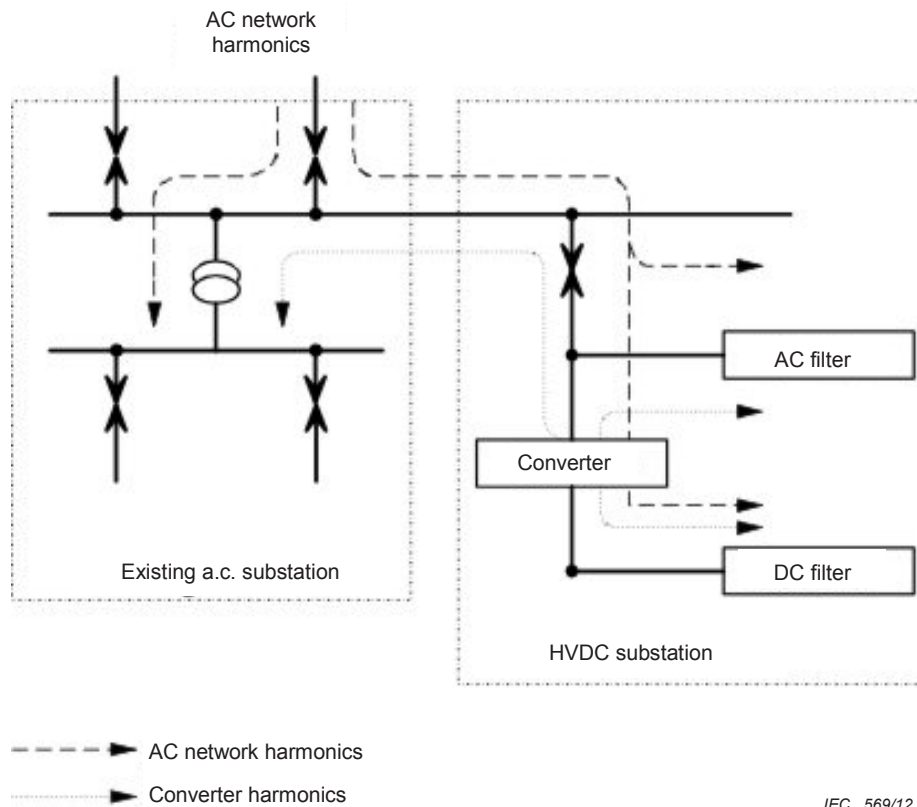 AC network
harmonics
AC filter
Converter
Existing a.c. substation
DC filter
HVDC substation
AC network harmonics
Converter harmonics
IEC 569/12